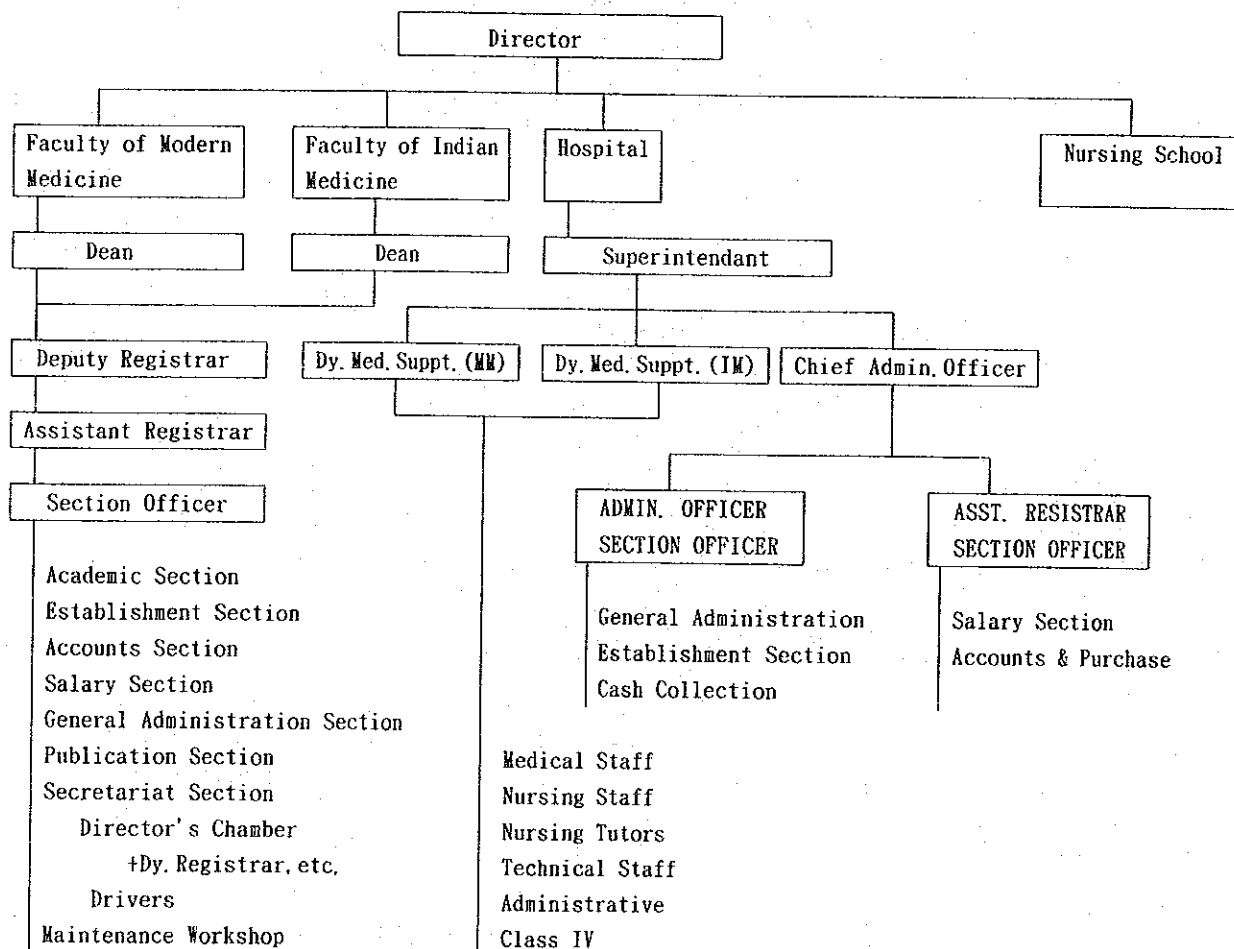 Director
Faculty of Modern
Medicine
Faculty of Indian
Medicine
Hospital
Nursing School
Dean
Dean
Superintendant
Deputy Registrar
Dy. Med. Suppt. (MM)
Dy. Med. Suppt. (IM)
Chief Admin. Officer
Assistant Registrar
Section Officer
ADMIN. OFFICER
SECTION OFFICER
ASST. RESISTRAR
SECTION OFFICER
Academic Section
Establishment Section
Accounts Section
Salary Section
General Administration Section
Publication Section
Secretariat Section
Director's Chamber
+Dy. Registrar, etc,
Drivers
Maintenance Workshop
General Administration
Establishment Section
Cash Collection
Salary Section
Accounts & Purchase
Medical Staff
Nursing Staff
Nursing Tutors
Technical Staff
Administrative
Class IV